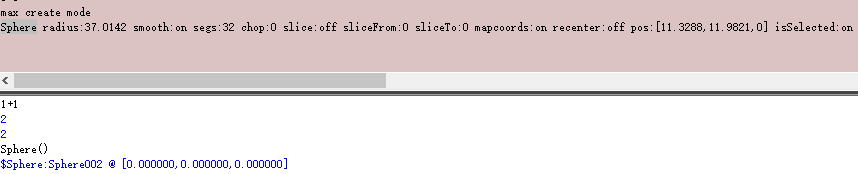 max create mode
Sphere radius:37.0142 smooth:on segs:32 chop:0 slice:off sliceFrom:0 sliceTo:0 mapcoords:on recenter:off pos:[11.3288,11.9821,0] isSelected:on
1+1
2
2
Sphere()
$Sphere:Sphere002 @ [0.000000,0.000000,0.000000]